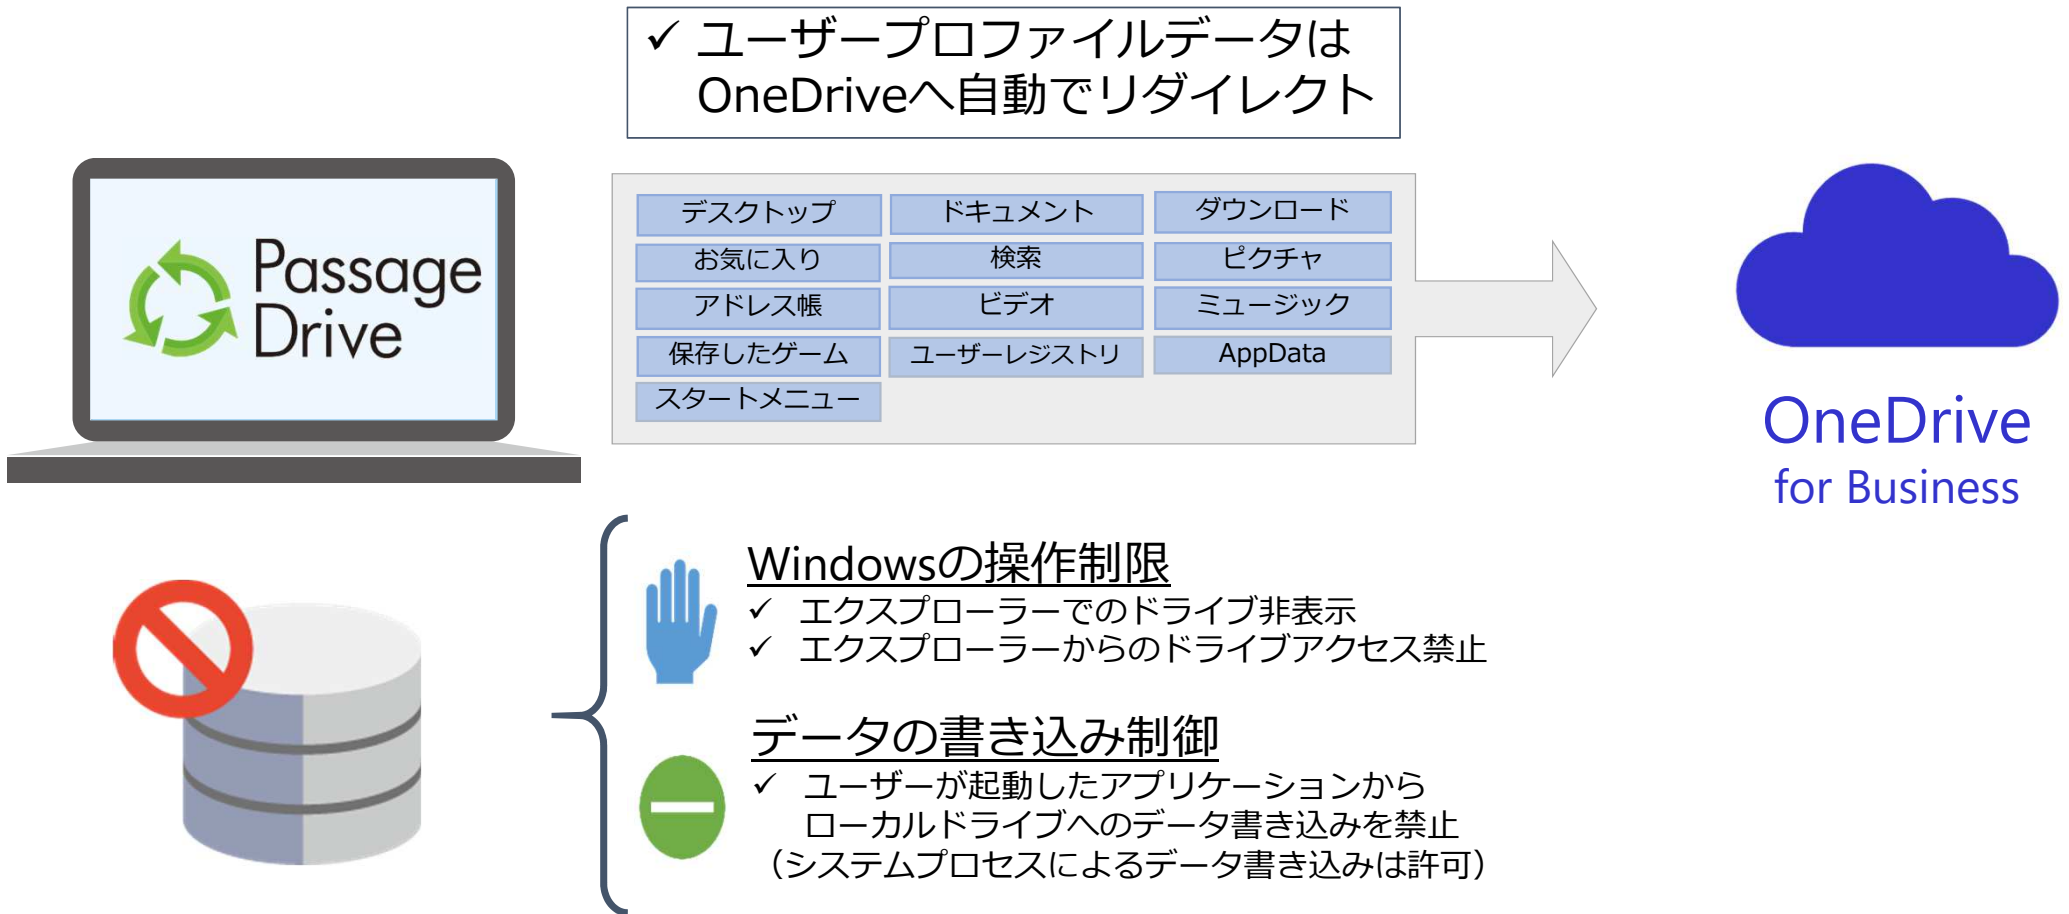 ✓ ユーザープロファイルデータは
OneDriveへ自動でリダイレクト
Passage
Drive
デスクトップ ドキュメント ダウンロード
お気に入り 検索 ピクチャ
アドレス帳 ビデオ ミュージック
保存したゲーム ユーザーレジストリ AppData
スタートメニュー
OneDrive
for Business
Windowsの操作制限
✓ エクスプローラーでのドライブ非表示
✓ エクスプローラーからのドライブアクセス禁止
データの書き込み制御
✓ ユーザーが起動したアプリケーションから
ローカルドライブへのデータ書き込みを禁止
（システムプロセスによるデータ書き込みは許可）